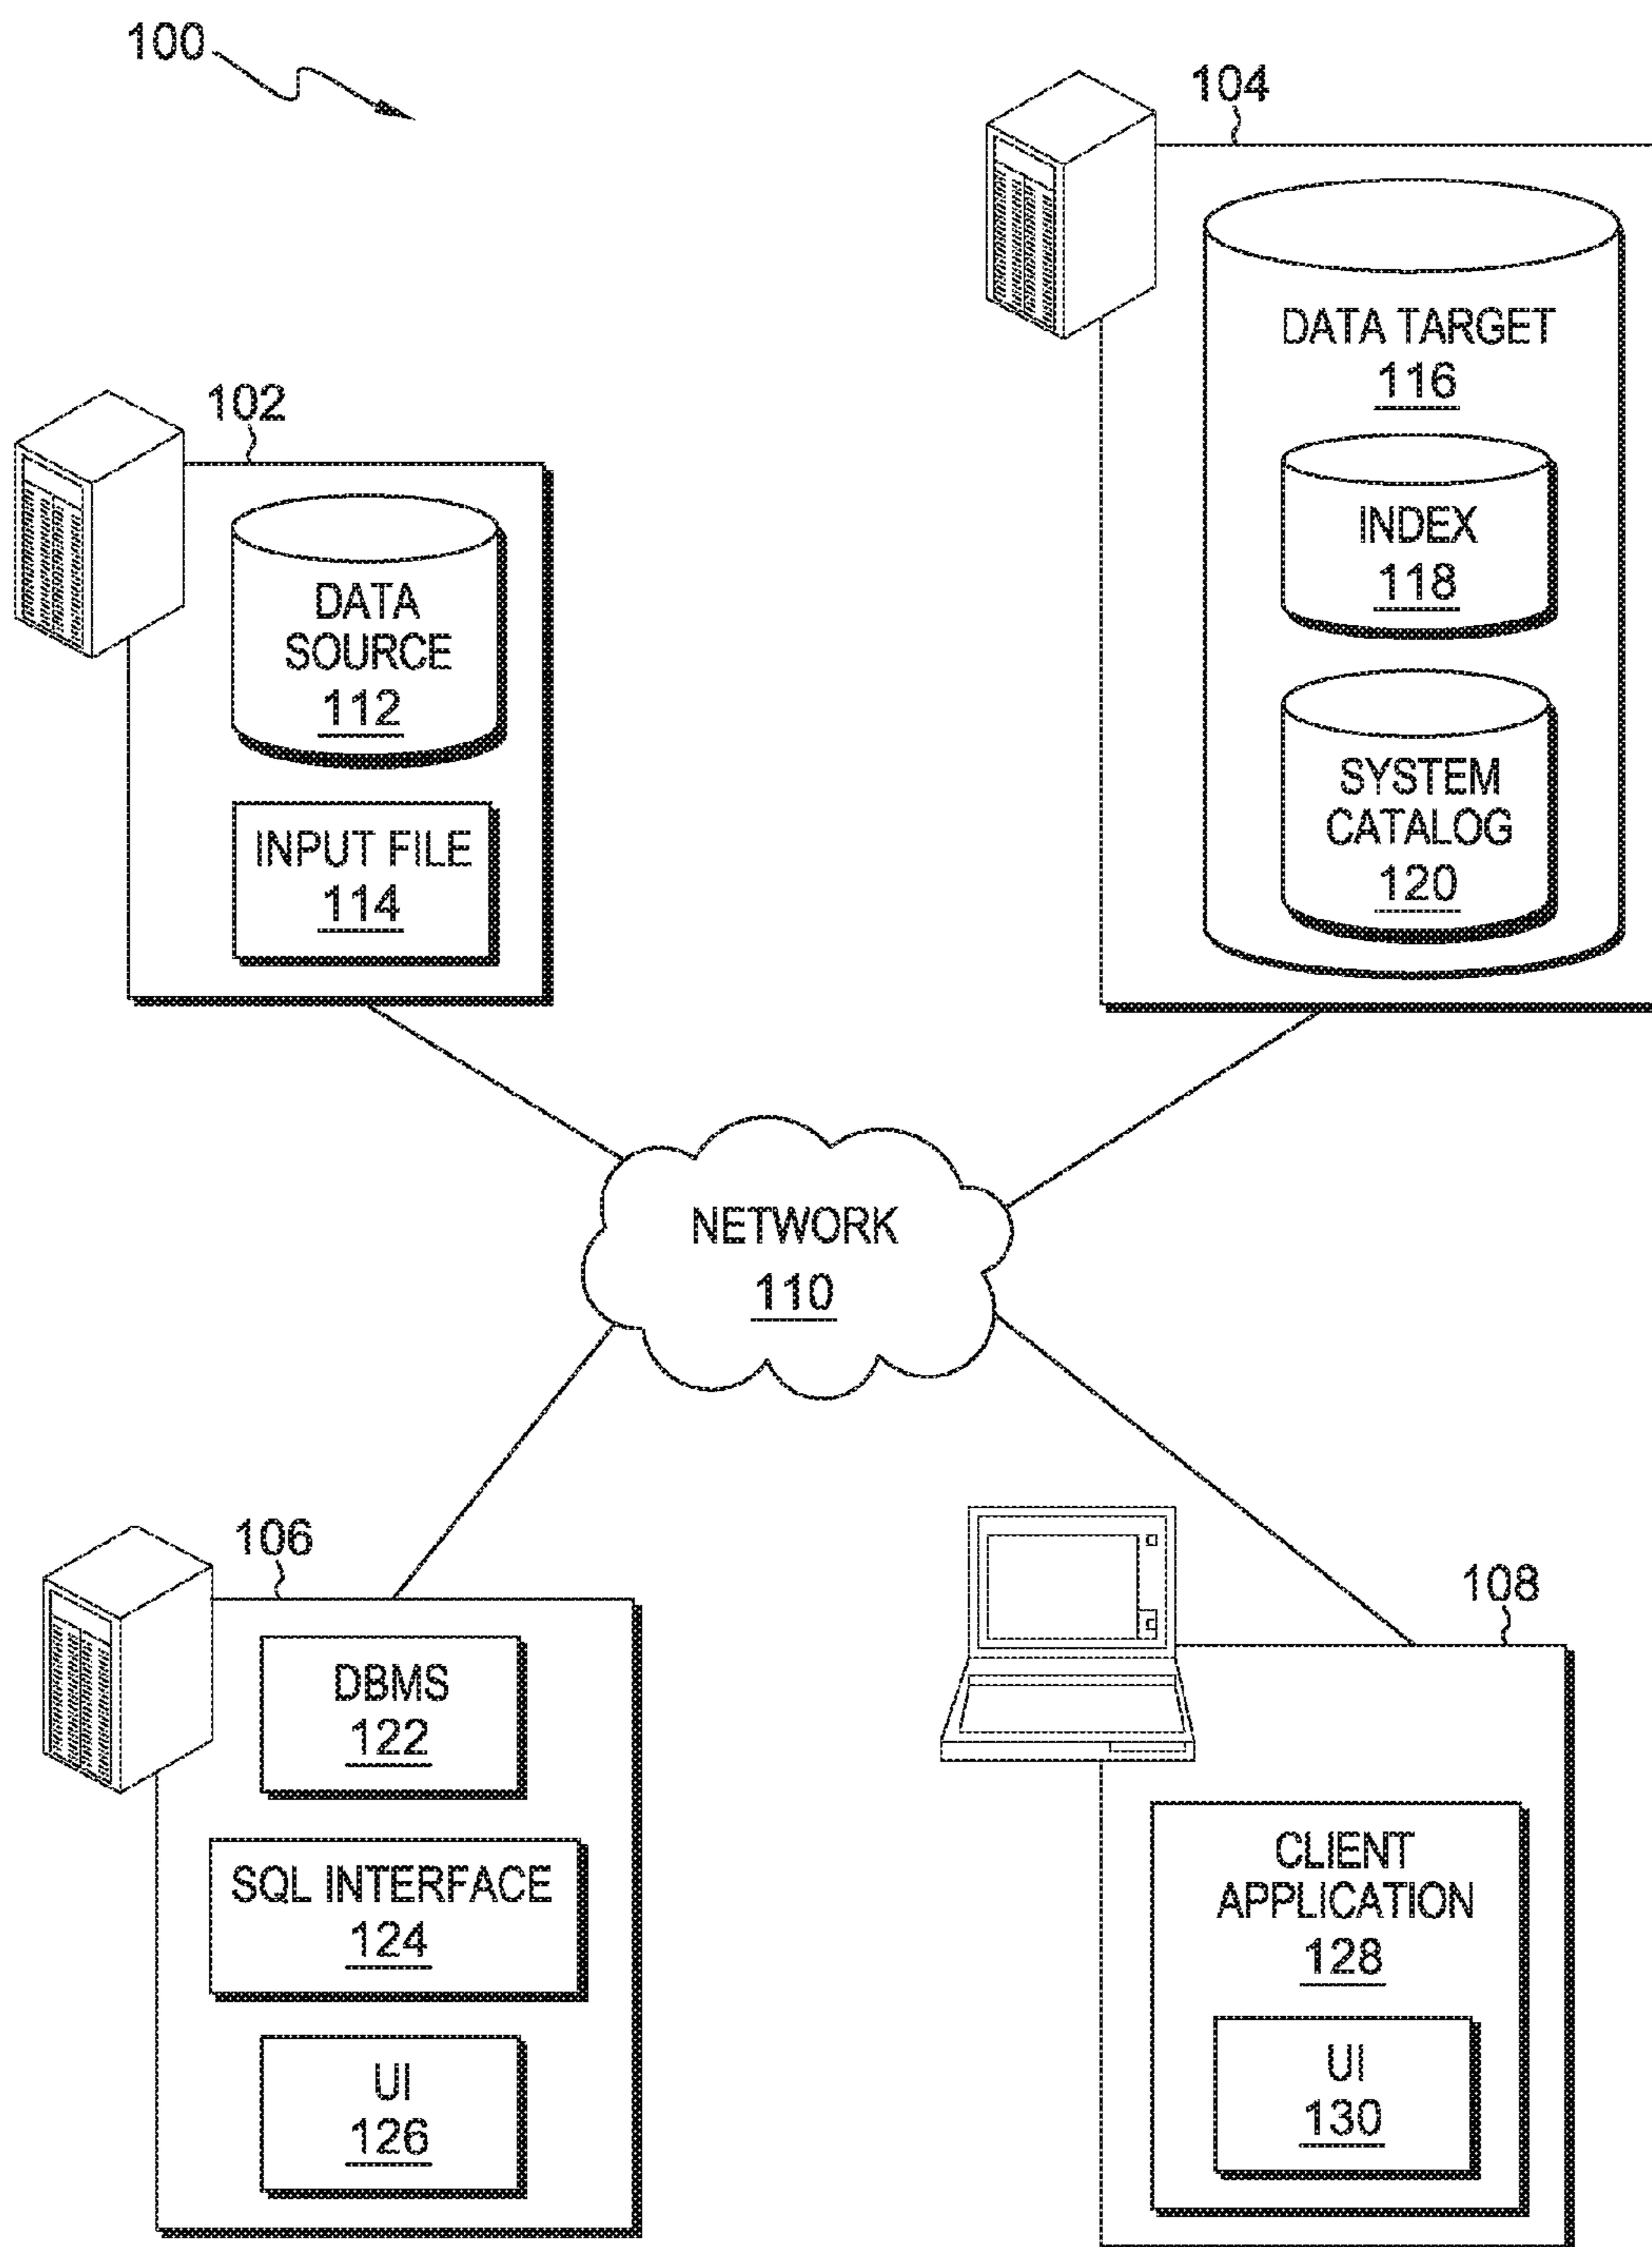 100
104
DATA TARGET
116
INDEX
118
SYSTEM
CATALOG
120
102
DATA
SOURCE
112
INPUT FILE
114
NETWORK
110
106
DBMS
122
SQL INTERFACE
124
UI
126
108
CLIENT
APPLICATION
128
UI
130